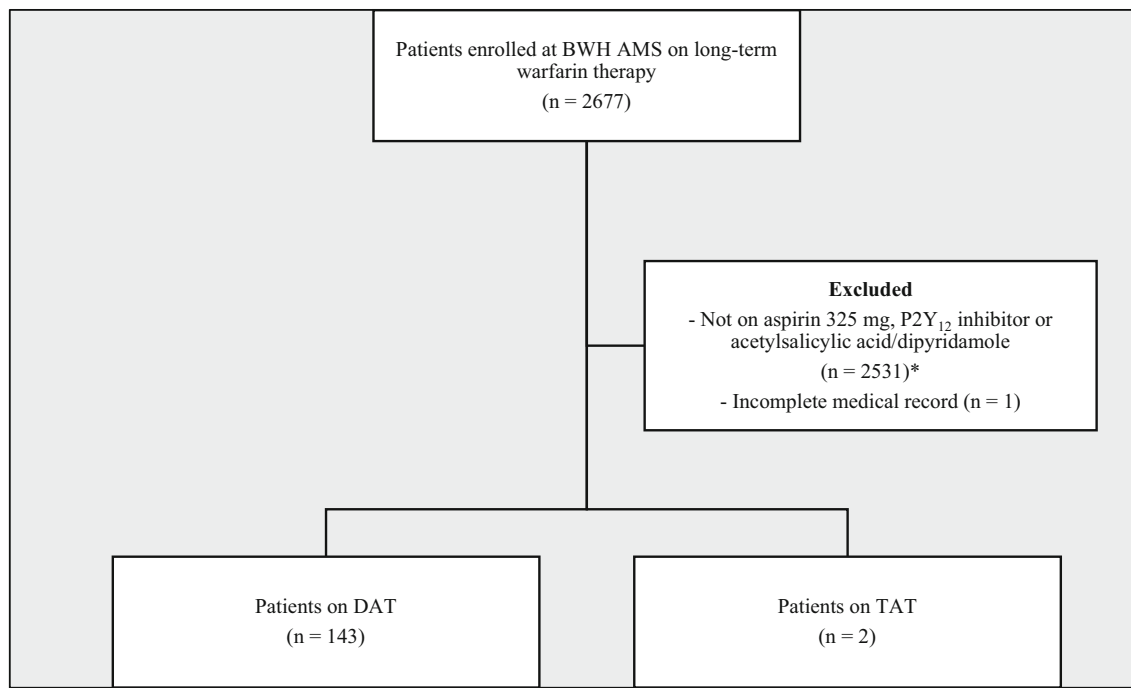 Patients enrolled at BWH AMS on long-term
warfarin therapy
(n = 2677)
Excluded
- Not on aspirin 325 mg, P2Y₁₂ inhibitor or
acetylsalicylic acid/dipyridamole
(n = 2531)*
- Incomplete medical record (n = 1)
Patients on DAT
(n = 143)
Patients on TAT
(n = 2)